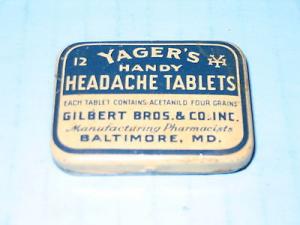 YAGER'S
12 HANDY
HEADACHE TABLETS
EACH TABLET CONTAINS: ACETANILD FOUR GRAINS
GILBERT BROS. & CO., INC.
Manufacturing Pharmacists
BALTIMORE, MD.